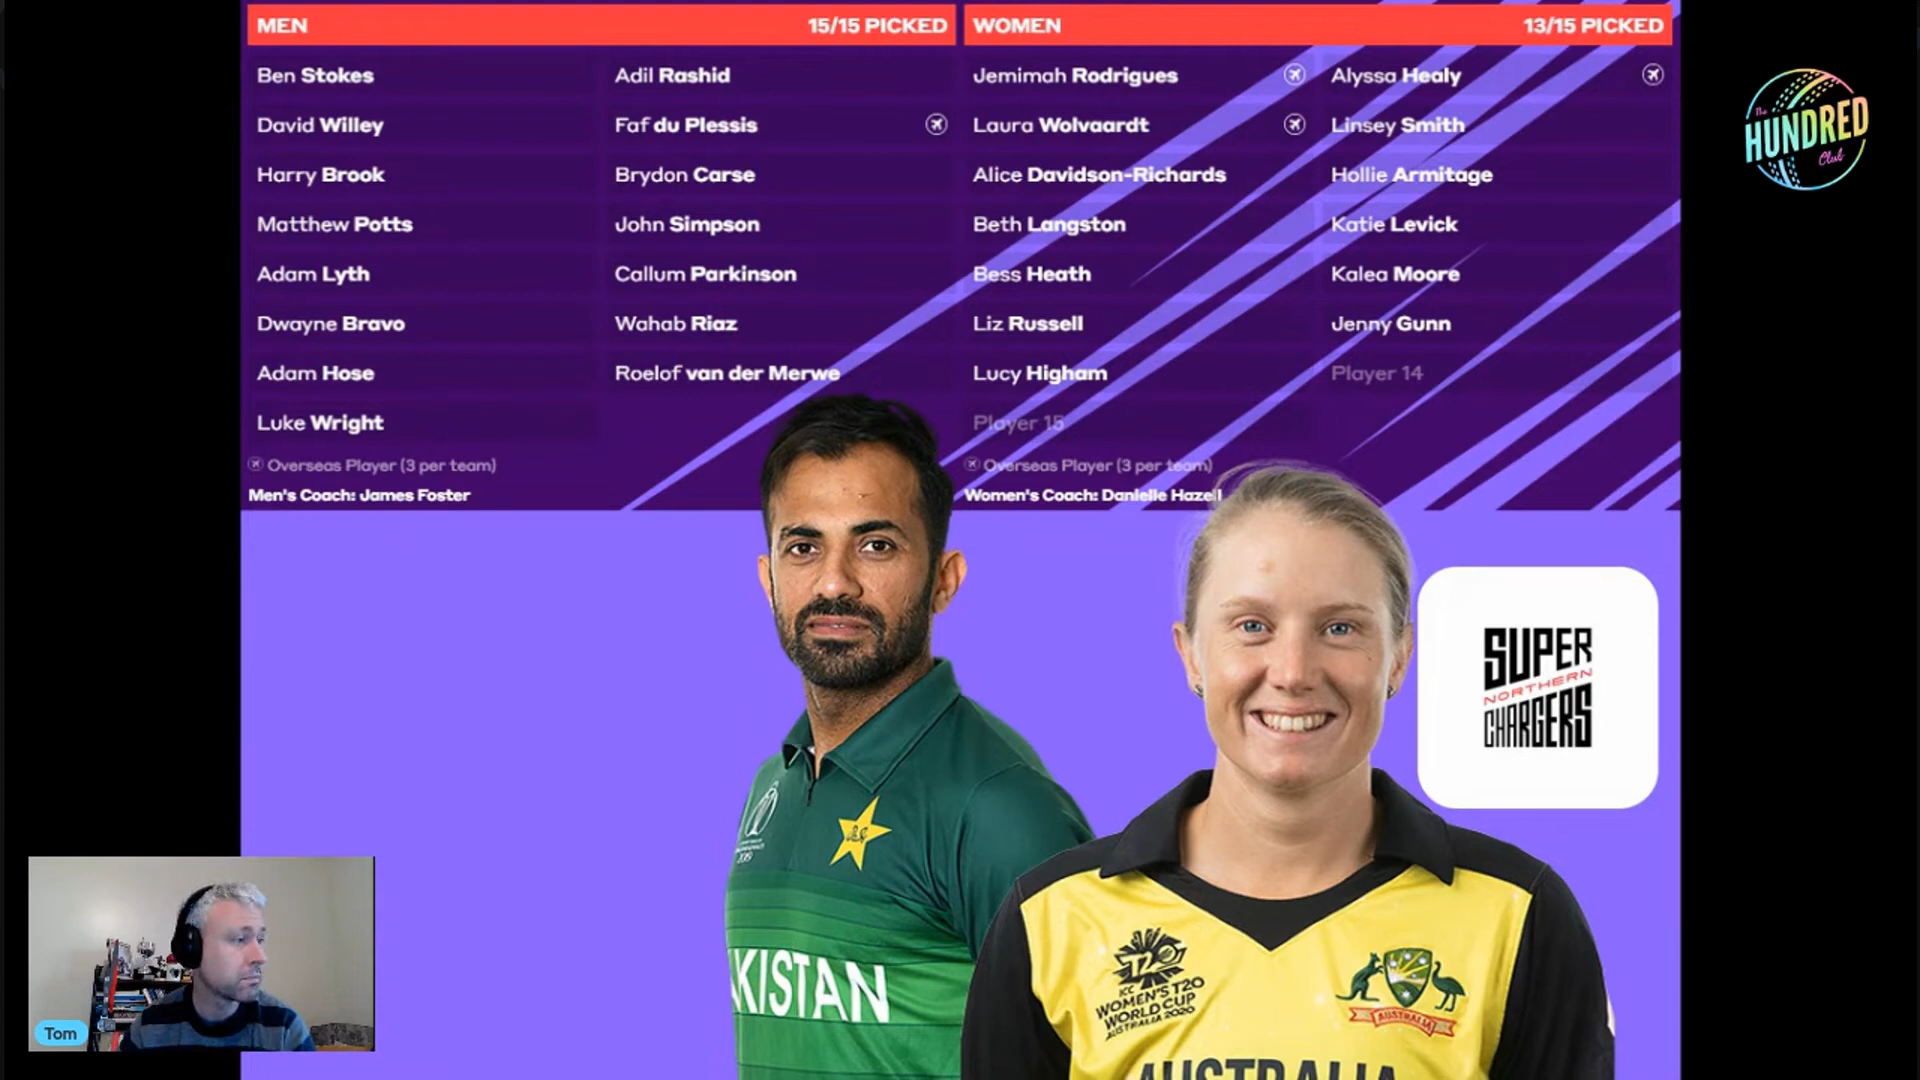 MEN 15/15 PICKED
Ben Stokes
David Willey
Harry Brook
Matthew Potts
Adam Lyth
Dwayne Bravo
Adam Hose
Luke Wright
Adil Rashid
Faf du Plessis
Brydon Carse
John Simpson
Callum Parkinson
Wahab Riaz
Roelof van der Merwe
Overseas Player (3 per team)
Men's Coach: James Foster
WOMEN 13/15 PICKED
Jemimah Rodrigues
Laura Wolvaardt
Alice Davidson-Richards
Beth Langston
Bess Heath
Liz Russell
Lucy Higham
Player 15
Alyssa Healy
Linsey Smith
Hollie Armitage
Katie Levick
Kalea Moore
Jenny Gunn
Player 14
Overseas Player (3 per team)
Women's Coach: Danielle Hazell
The
HUNDRED
Club
SUPER
NORTHERN
CHARGERS
2019
KISTAN
ICC
WOMEN'S T20
WORLD CUP
AUSTRALIA 2020
AUSTRALIA
AUSTRALIA
Tom